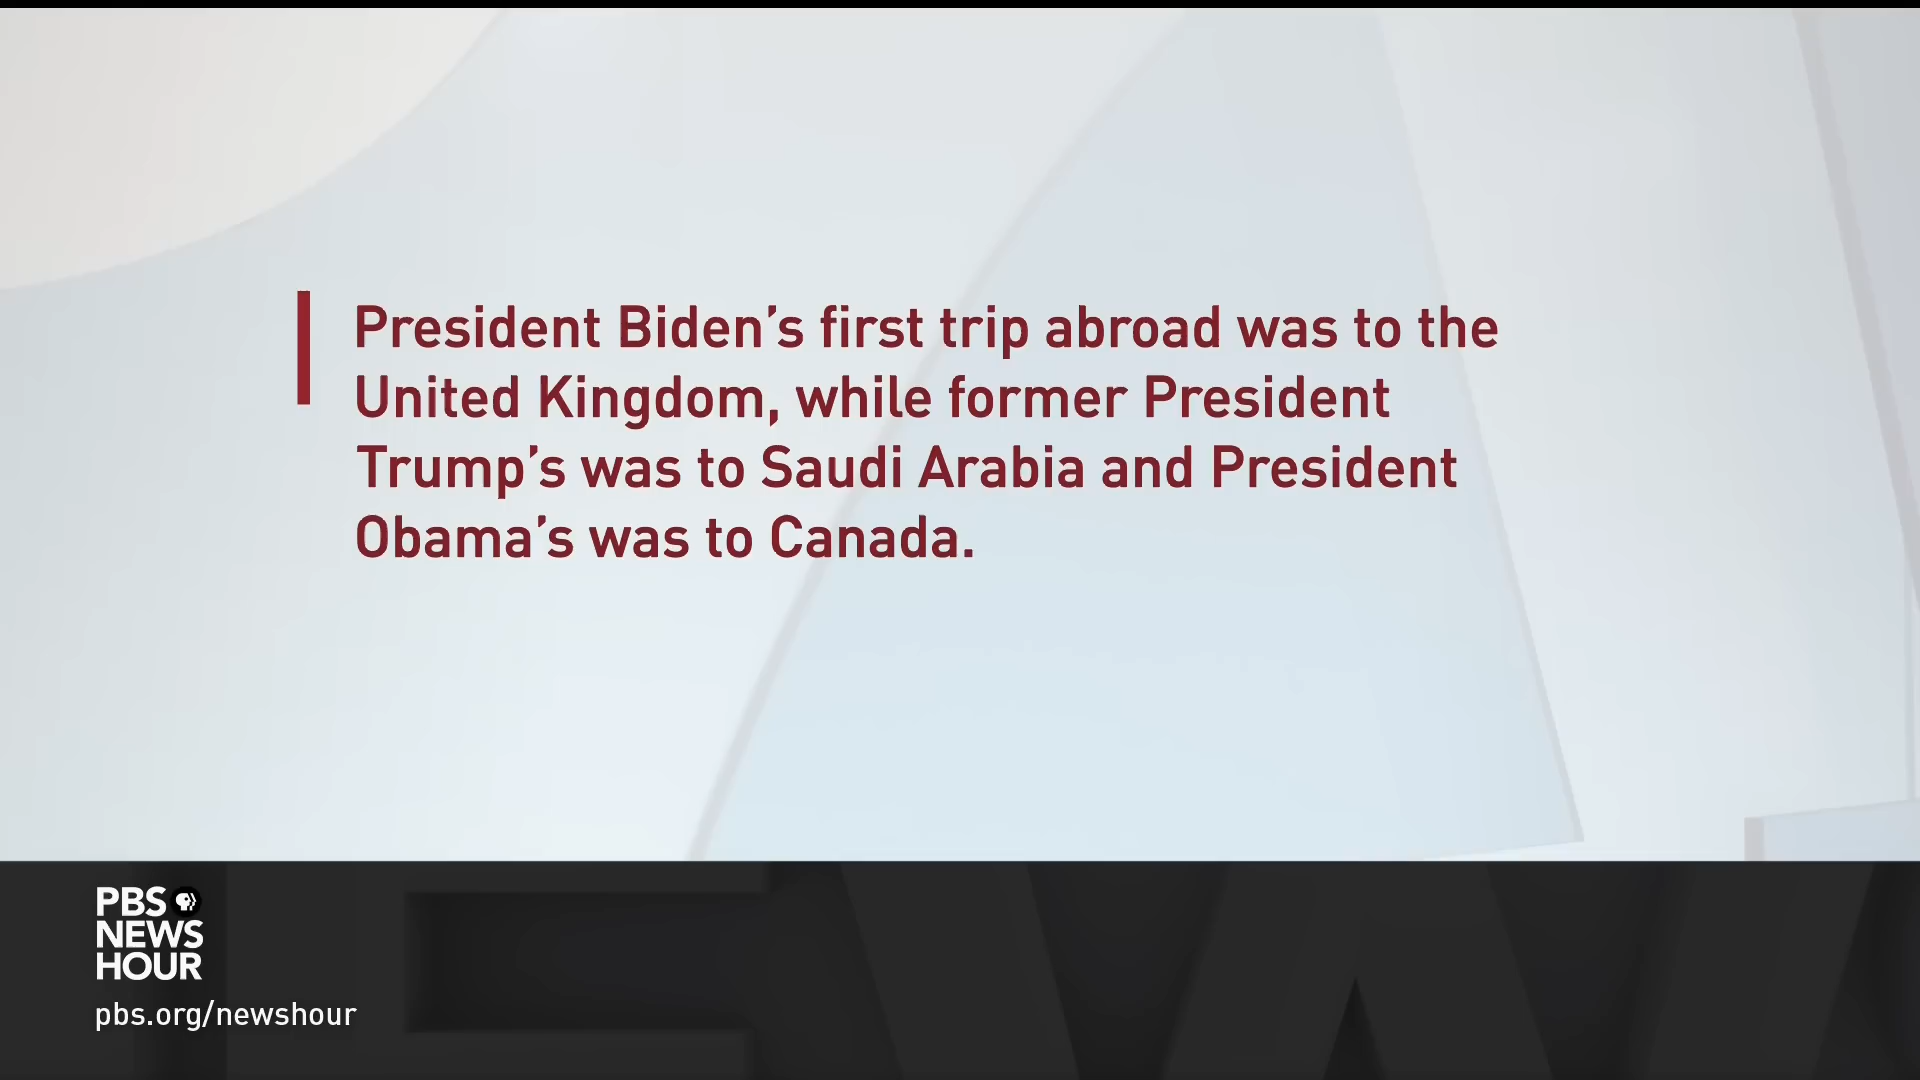 President Biden’s first trip abroad was to the
United Kingdom, while former President
Trump’s was to Saudi Arabia and President
Obama’s was to Canada.
PBS
NEWS
HOUR
pbs.org/newshour